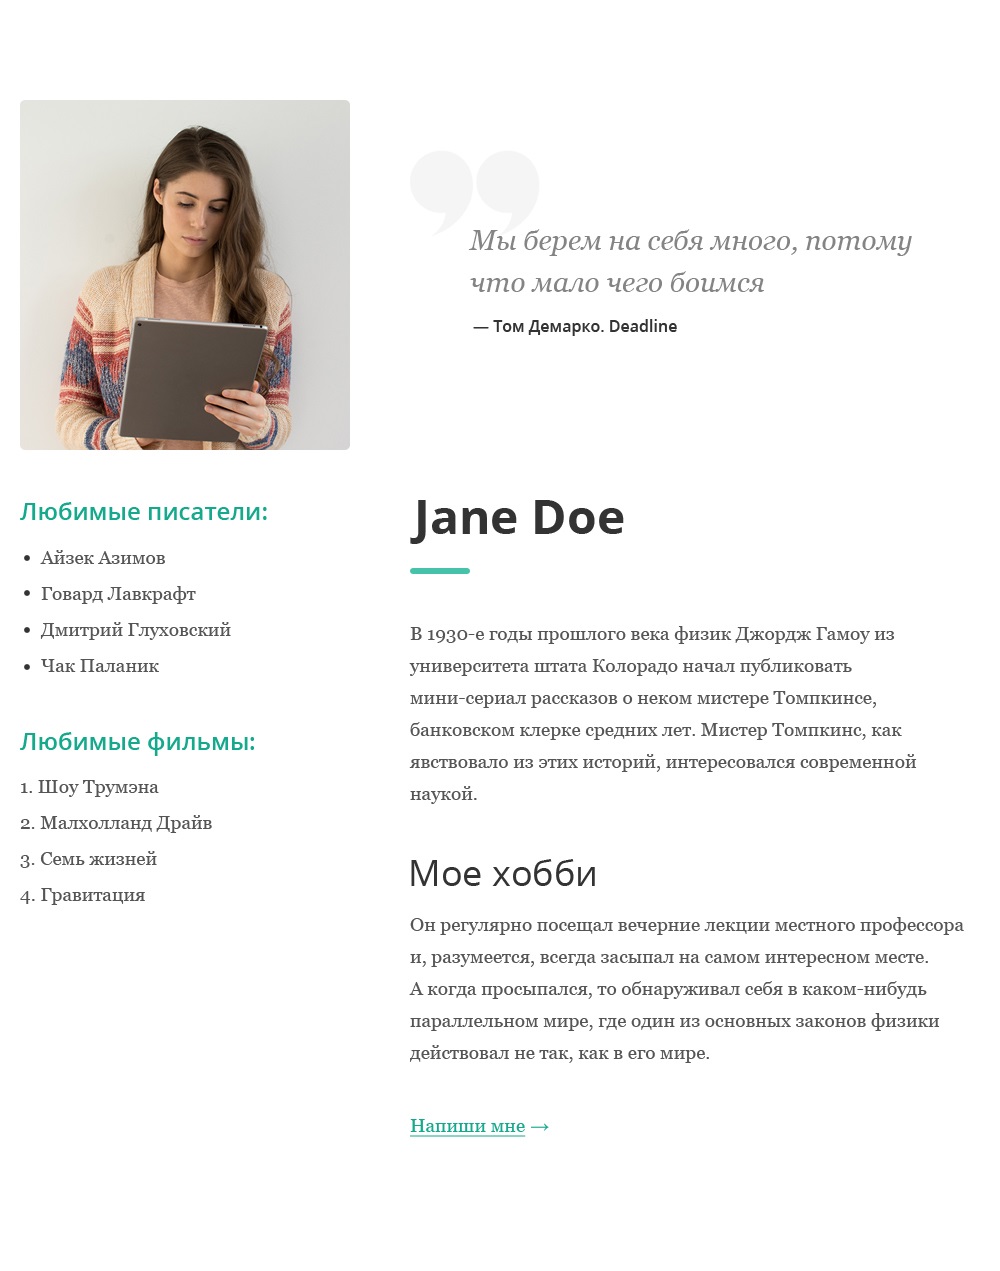 Мы берем на себя много, потому
что мало чего боимся
— Том Демарко. Deadline
Любимые писатели:
• Айзек Азимов
• Говард Лавкрафт
• Дмитрий Глуховский
• Чак Паланик
Любимые фильмы:
1. Шоу Трумэна
2. Малхолланд Драйв
3. Семь жизней
4. Гравитация
Jane Doe
В 1930-е годы прошлого века физик Джордж Гамоу из
университета штата Колорадо начал публиковать
мини-сериал рассказов о неком мистере Томпкинсе,
банковском клерке средних лет. Мистер Томпкинс, как
явствовало из этих историй, интересовался современной
наукой.
Мое хобби
Он регулярно посещал вечерние лекции местного профессора
и, разумеется, всегда засыпал на самом интересном месте.
А когда просыпался, то обнаруживал себя в каком-нибудь
параллельном мире, где один из основных законов физики
действовал не так, как в его мире.
Напиши мне →